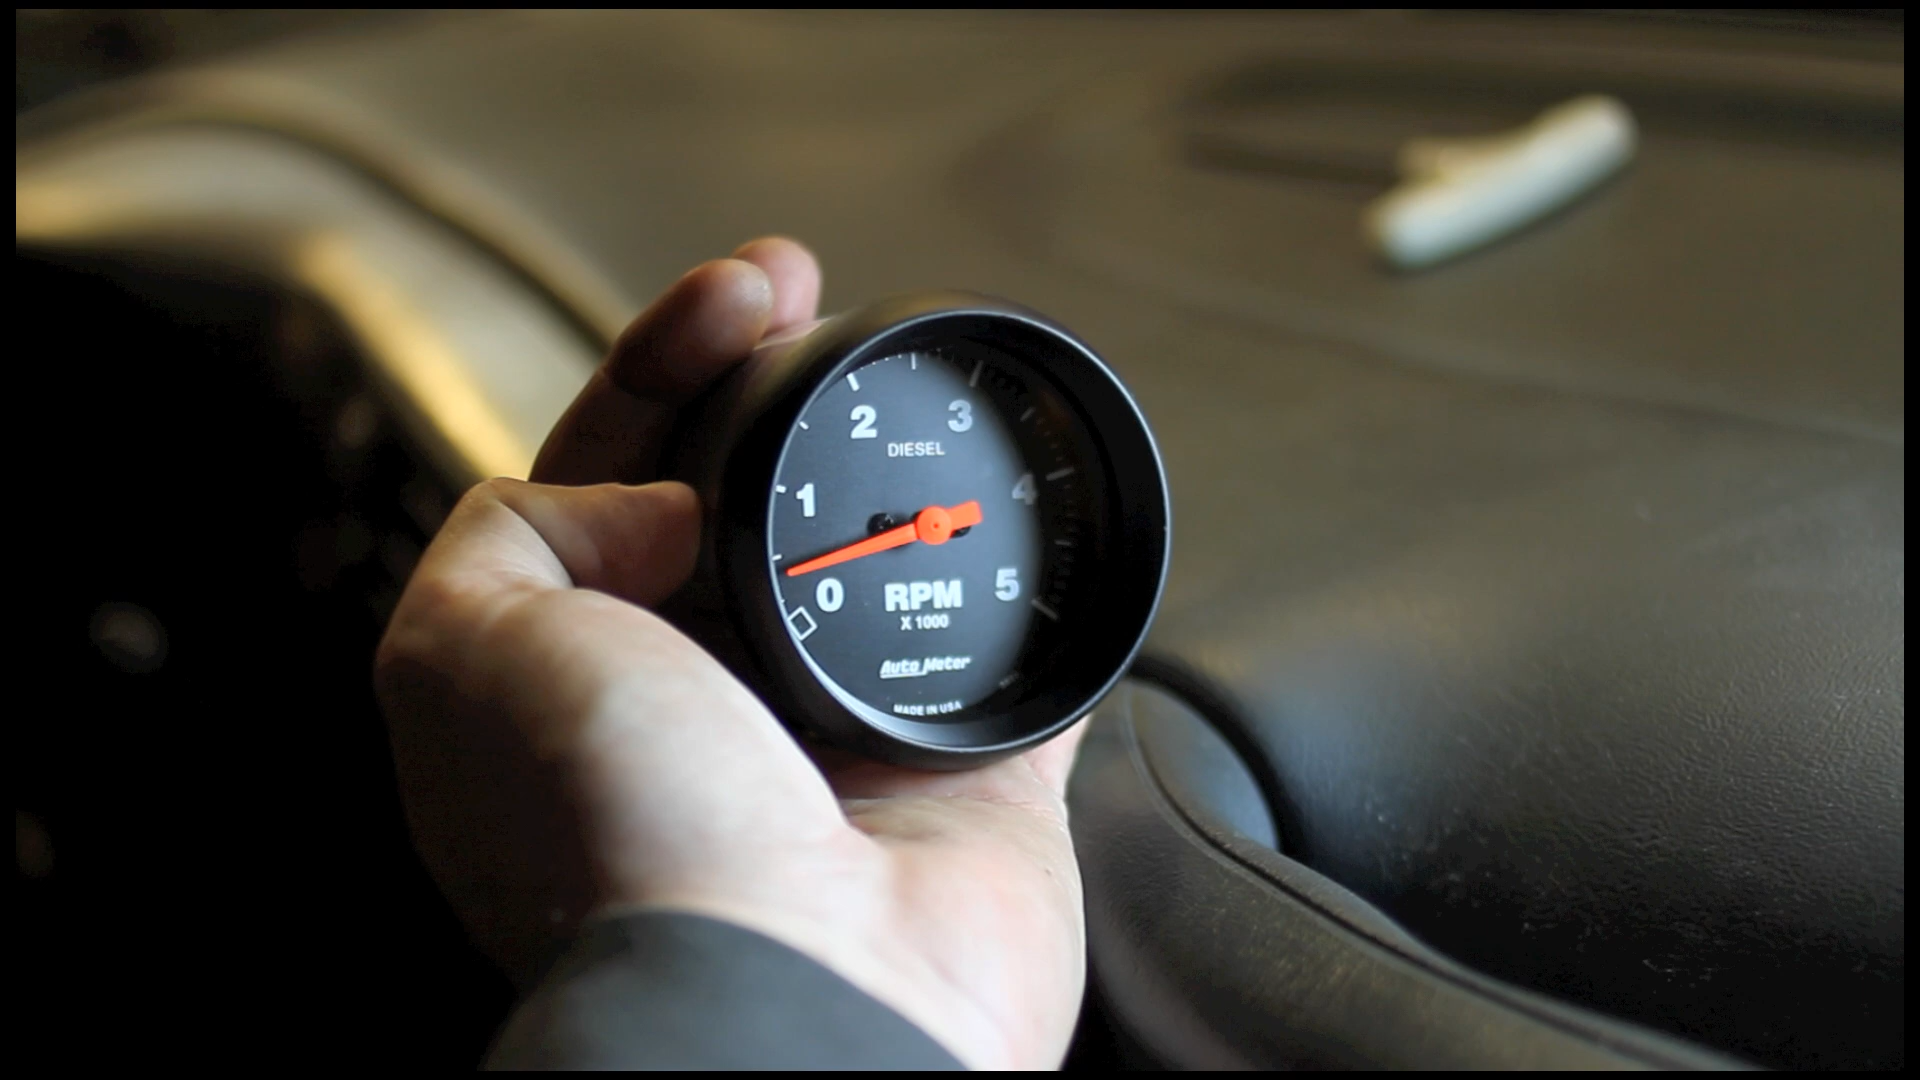 2 3
DIESEL
1 4
0 RPM 5
X 1000
Auto Meter
MADE IN USA